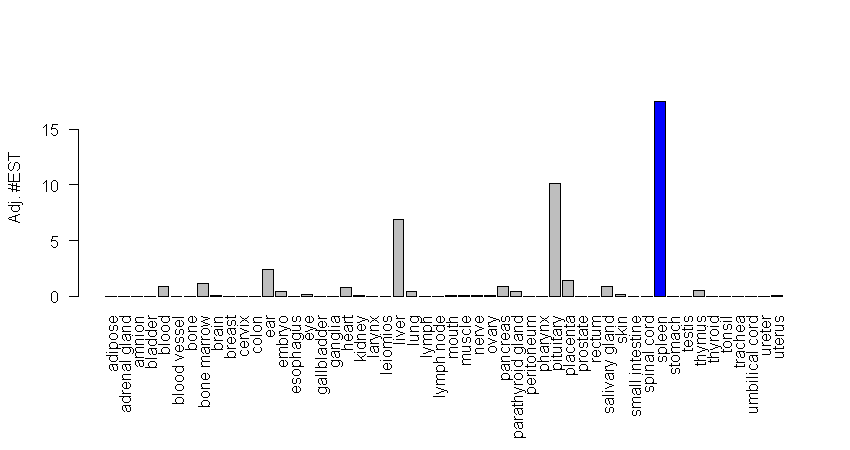 Adj. #EST
15
10
5
0
adipose
adrenal gland
amnion
bladder
blood
blood vessel
bone
bone marrow
brain
breast
cervix
colon
ear
embryo
esophagus
eye
gallbladder
ganglia
heart
kidney
larynx
leiomios
liver
lung
lymph
lymph node
mouth
muscle
nerve
ovary
pancreas
parathyroid gland
peritoneum
pharynx
pituitary
placenta
prostate
rectum
salivary gland
skin
small intestine
spinal cord
spleen
stomach
testis
thymus
thyroid
tonsil
trachea
umbilical cord
ureter
uterus